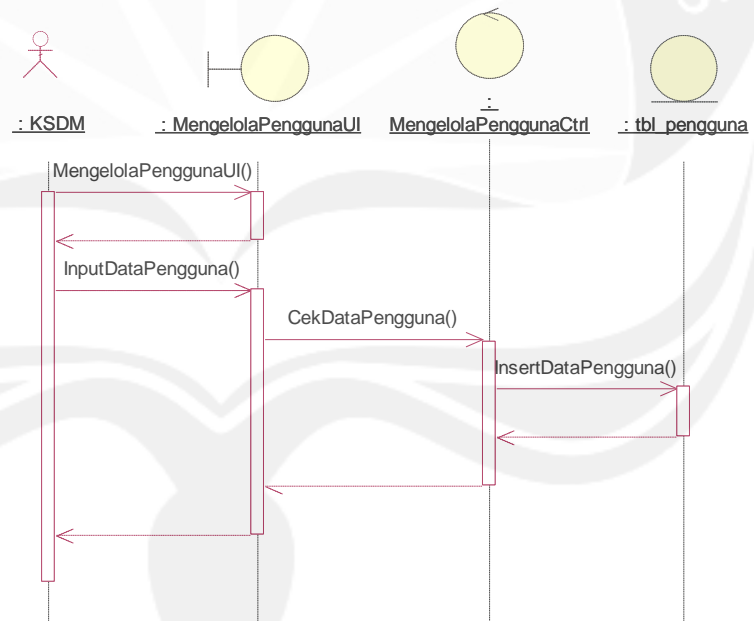 : KSDM
: MengelolaPenggunaUI
:
MengelolaPenggunaCtrl
: tbl_pengguna
MengelolaPenggunaUI()
InputDataPengguna()
CekDataPengguna()
InsertDataPengguna()